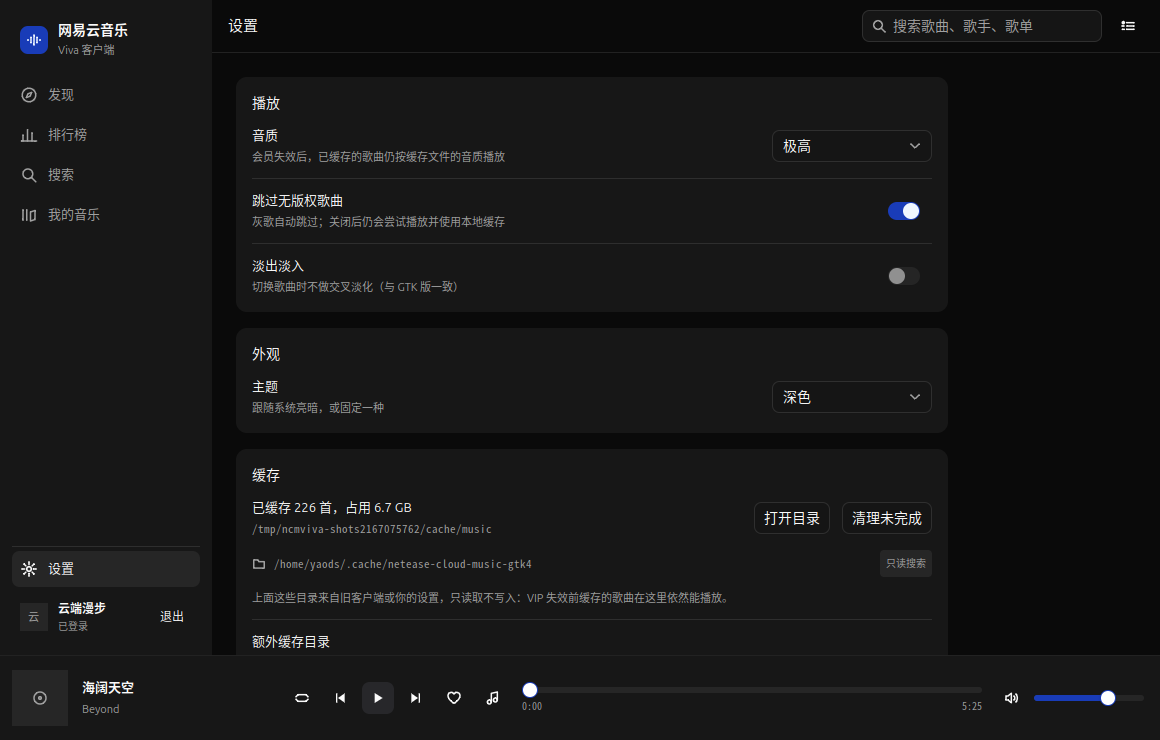 网易云音乐
Viva 客户端
发现
排行榜
搜索
我的音乐
设置
云
云端漫步
已登录
退出
设置
搜索歌曲、歌手、歌单
播放
音质
会员失效后，已缓存的歌曲仍按缓存文件的音质播放
极高
跳过无版权歌曲
灰歌自动跳过；关闭后仍会尝试播放并使用本地缓存
淡出淡入
切换歌曲时不做交叉淡化（与 GTK 版一致）
外观
主题
跟随系统亮暗，或固定一种
深色
缓存
已缓存 226 首，占用 6.7 GB
/tmp/ncmviva-shots2167075762/cache/music
打开目录
清理未完成
/home/yaods/.cache/netease-cloud-music-gtk4
只读搜索
上面这些目录来自旧客户端或你的设置，只读取不写入：VIP 失效前缓存的歌曲在这里依然能播放。
额外缓存目录
海阔天空
Beyond
0:00
5:25